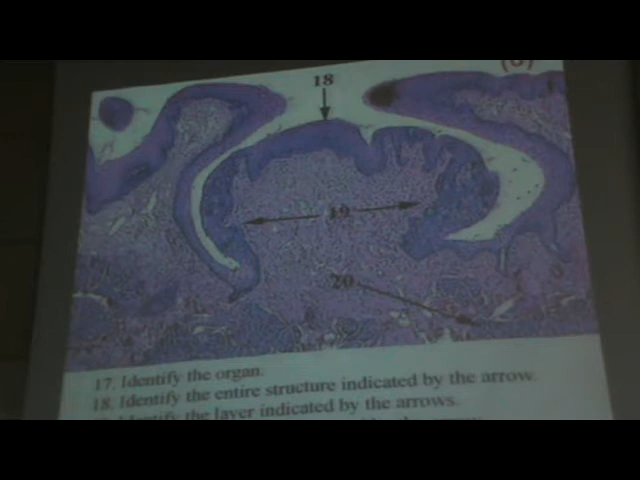 18
19
20
17. Identify the organ.
18. Identify the entire structure indicated by the arrow.
Identify the layer indicated by the arrows.